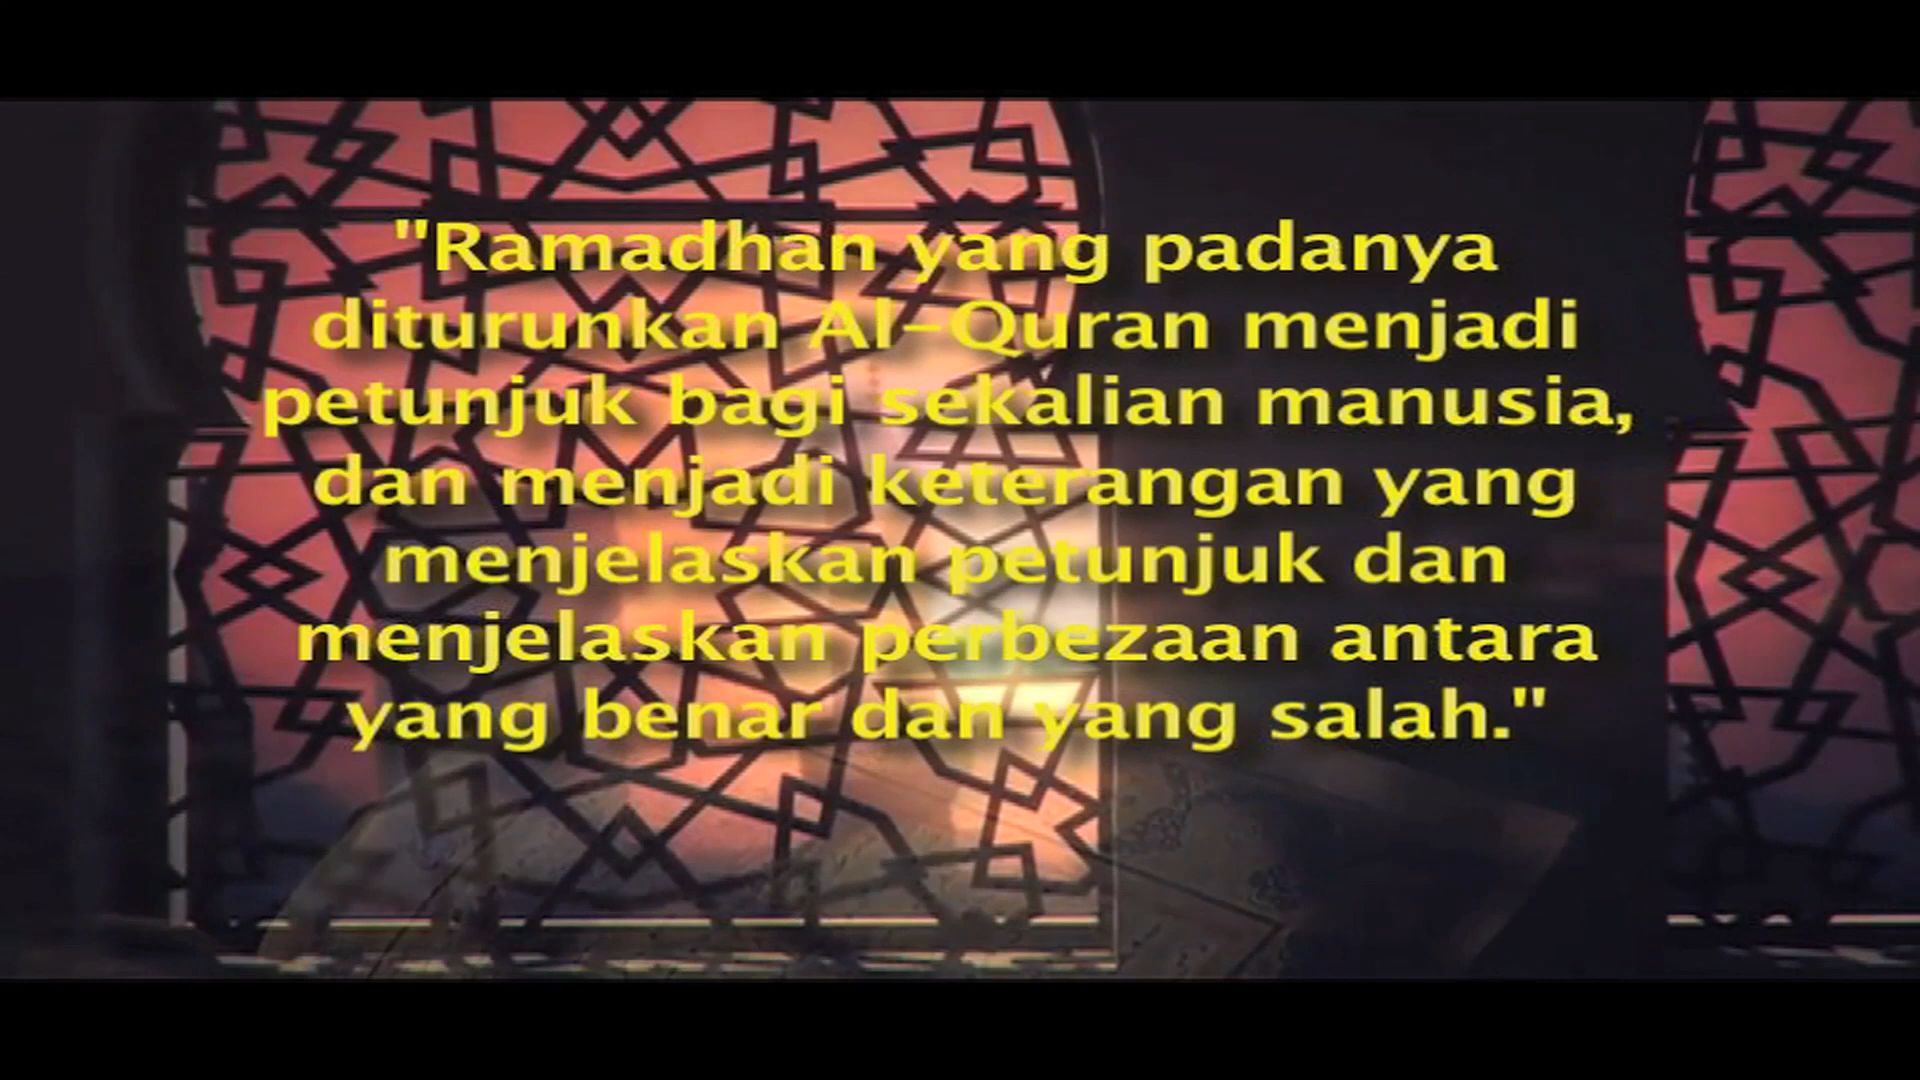 "Ramadhan yang padanya
diturunkan Al-Quran menjadi
petunjuk bagi sekalian manusia,
dan menjadi keterangan yang
menjelaskan petunjuk dan
menjelaskan perbezaan antara
yang benar dan yang salah."